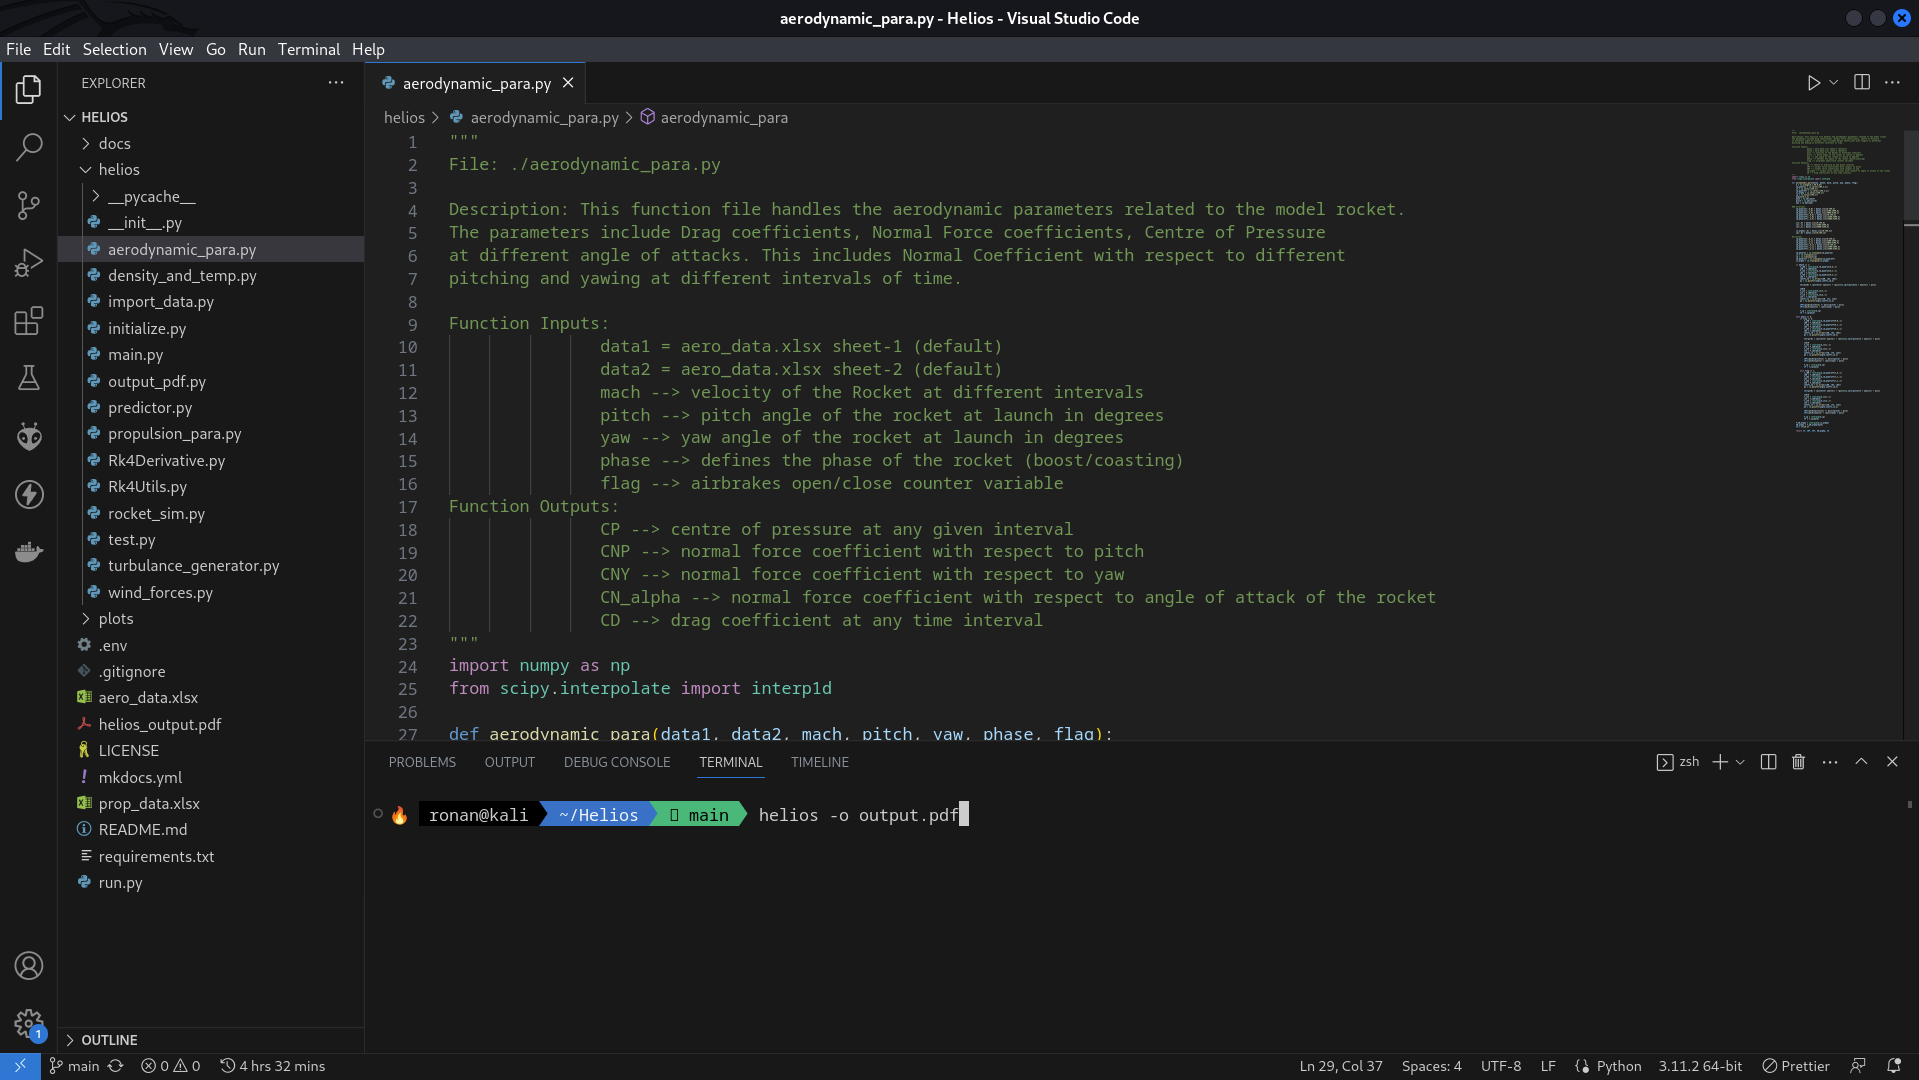 aerodynamic_para.py - Helios - Visual Studio Code
File Edit Selection View Go Run Terminal Help
EXPLORER
HELIOS
docs
helios
__pycache__
__init__.py
aerodynamic_para.py
density_and_temp.py
import_data.py
initialize.py
main.py
output_pdf.py
predictor.py
propulsion_para.py
Rk4Derivative.py
Rk4Utils.py
rocket_sim.py
test.py
turbulance_generator.py
wind_forces.py
plots
.env
.gitignore
aero_data.xlsx
helios_output.pdf
LICENSE
mkdocs.yml
prop_data.xlsx
README.md
requirements.txt
run.py
OUTLINE
aerodynamic_para.py
helios > aerodynamic_para.py > aerodynamic_para
1 """
2 File: ./aerodynamic_para.py
3
4 Description: This function file handles the aerodynamic parameters related to the model rocket.
5 The parameters include Drag coefficients, Normal Force coefficients, Centre of Pressure
6 at different angle of attacks. This includes Normal Coefficient with respect to different
7 pitching and yawing at different intervals of time.
8
9 Function Inputs:
10 data1 = aero_data.xlsx sheet-1 (default)
11 data2 = aero_data.xlsx sheet-2 (default)
12 mach --> velocity of the Rocket at different intervals
13 pitch --> pitch angle of the rocket at launch in degrees
14 yaw --> yaw angle of the rocket at launch in degrees
15 phase --> defines the phase of the rocket (boost/coasting)
16 flag --> airbrakes open/close counter variable
17 Function Outputs:
18 CP --> centre of pressure at any given interval
19 CNP --> normal force coefficient with respect to pitch
20 CNY --> normal force coefficient with respect to yaw
21 CN_alpha --> normal force coefficient with respect to angle of attack of the rocket
22 CD --> drag coefficient at any time interval
23 """
24 import numpy as np
25 from scipy.interpolate import interp1d
26
27 def aerodynamic_para(data1, data2, mach, pitch, yaw, phase, flag):
PROBLEMS OUTPUT DEBUG CONSOLE TERMINAL TIMELINE
zsh
ronan@kali ~/Helios main helios -o output.pdf
1
main 0 0 4 hrs 32 mins
Ln 29, Col 37 Spaces: 4 UTF-8 LF Python 3.11.2 64-bit Prettier